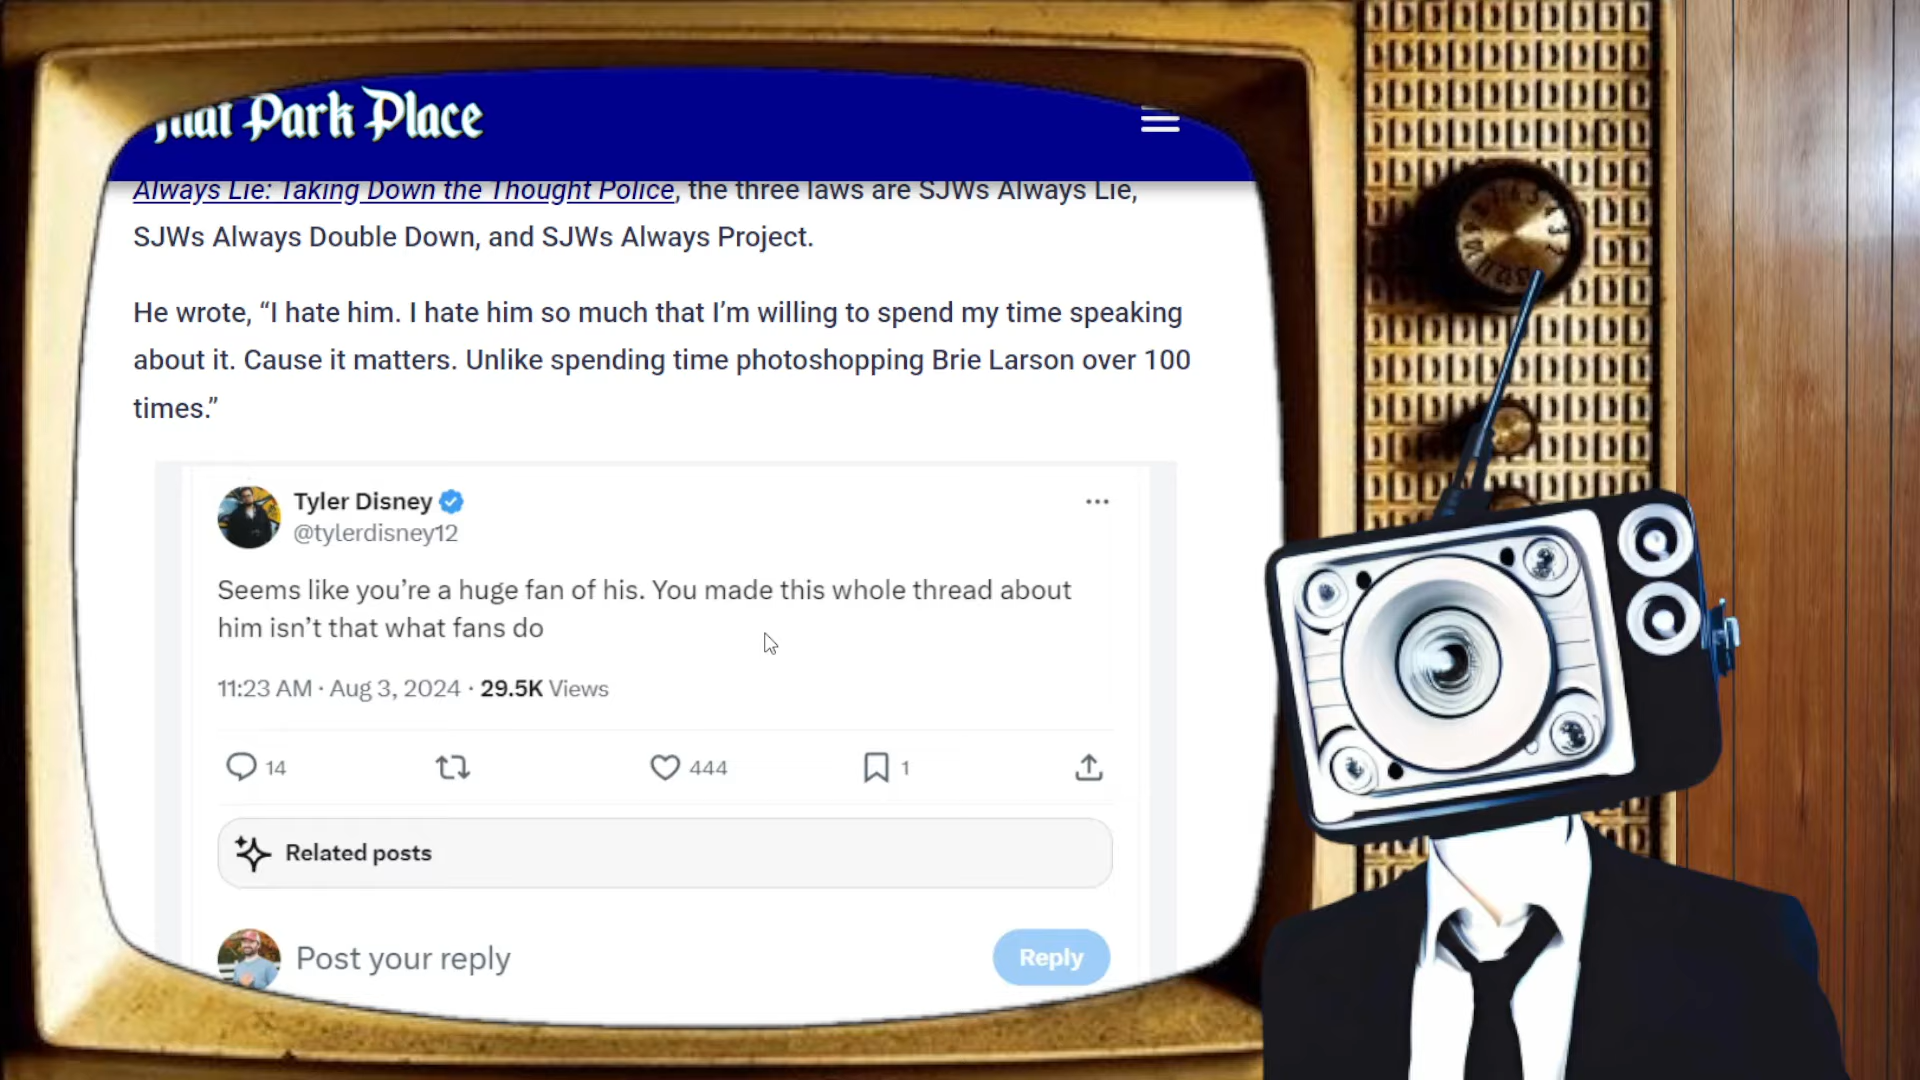 That Park Place
Always Lie: Taking Down the Thought Police, the three laws are SJWs Always Lie,
SJWs Always Double Down, and SJWs Always Project.
He wrote, “I hate him. I hate him so much that I’m willing to spend my time speaking
about it. Cause it matters. Unlike spending time photoshopping Brie Larson over 100
times.”
Tyler Disney
@tylerdisney12
Seems like you’re a huge fan of his. You made this whole thread about
him isn’t that what fans do
11:23 AM · Aug 3, 2024 · 29.5K Views
14 444 1
Related posts
Post your reply
Reply